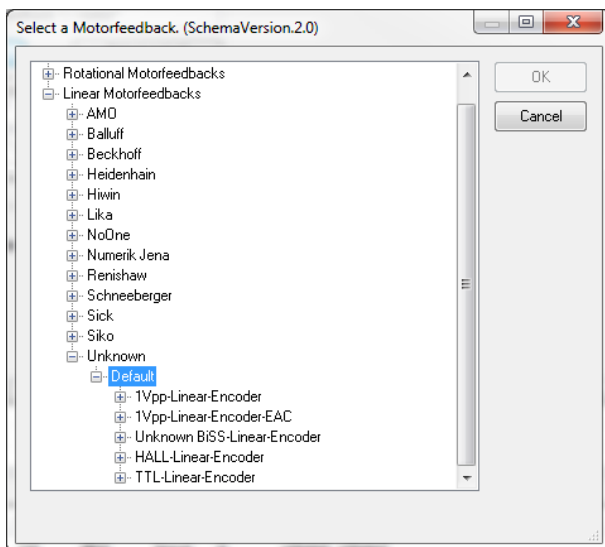 Select a Motorfeedback. (SchemaVersion.2.0)
Rotational Motorfeedbacks
Linear Motorfeedbacks
AMO
Balluff
Beckhoff
Heidenhain
Hiwin
Lika
NoOne
Numerik Jena
Renishaw
Schneeberger
Sick
Siko
Unknown
Default
1Vpp-Linear-Encoder
1Vpp-Linear-Encoder-EAC
Unknown BiSS-Linear-Encoder
HALL-Linear-Encoder
TTL-Linear-Encoder
OK
Cancel